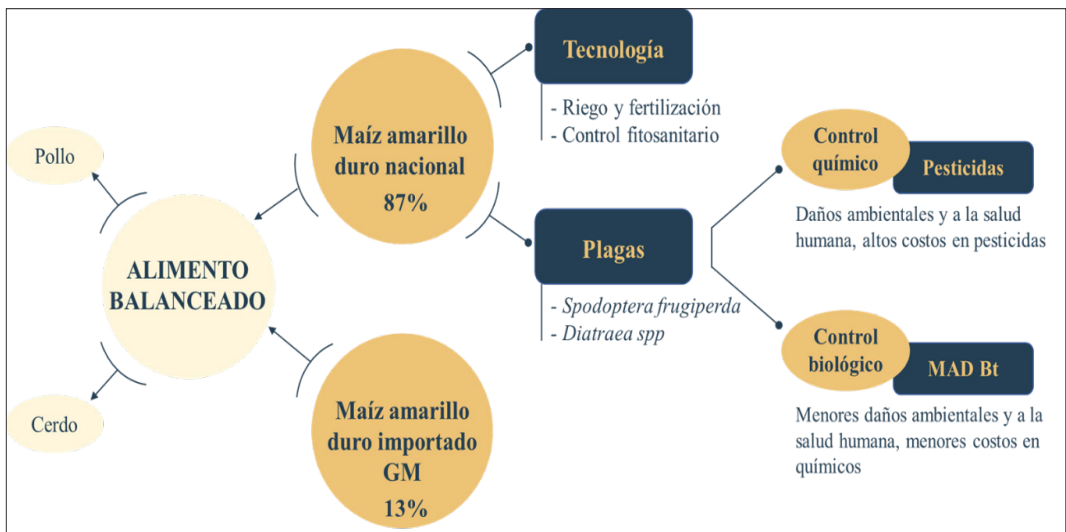 Pollo
Cerdo
ALIMENTO
BALANCEADO
Maíz amarillo
duro nacional
87%
Maíz amarillo
duro importado
GM
13%
Tecnología
- Riego y fertilización
- Control fitosanitario
Plagas
- Spodoptera frugiperda
- Diatraea spp
Control
químico
Pesticidas
Daños ambientales y a la salud
humana, altos costos en pesticidas
Control
biológico
MAD Bt
Menores daños ambientales y a la
salud humana, menores costos en
químicos